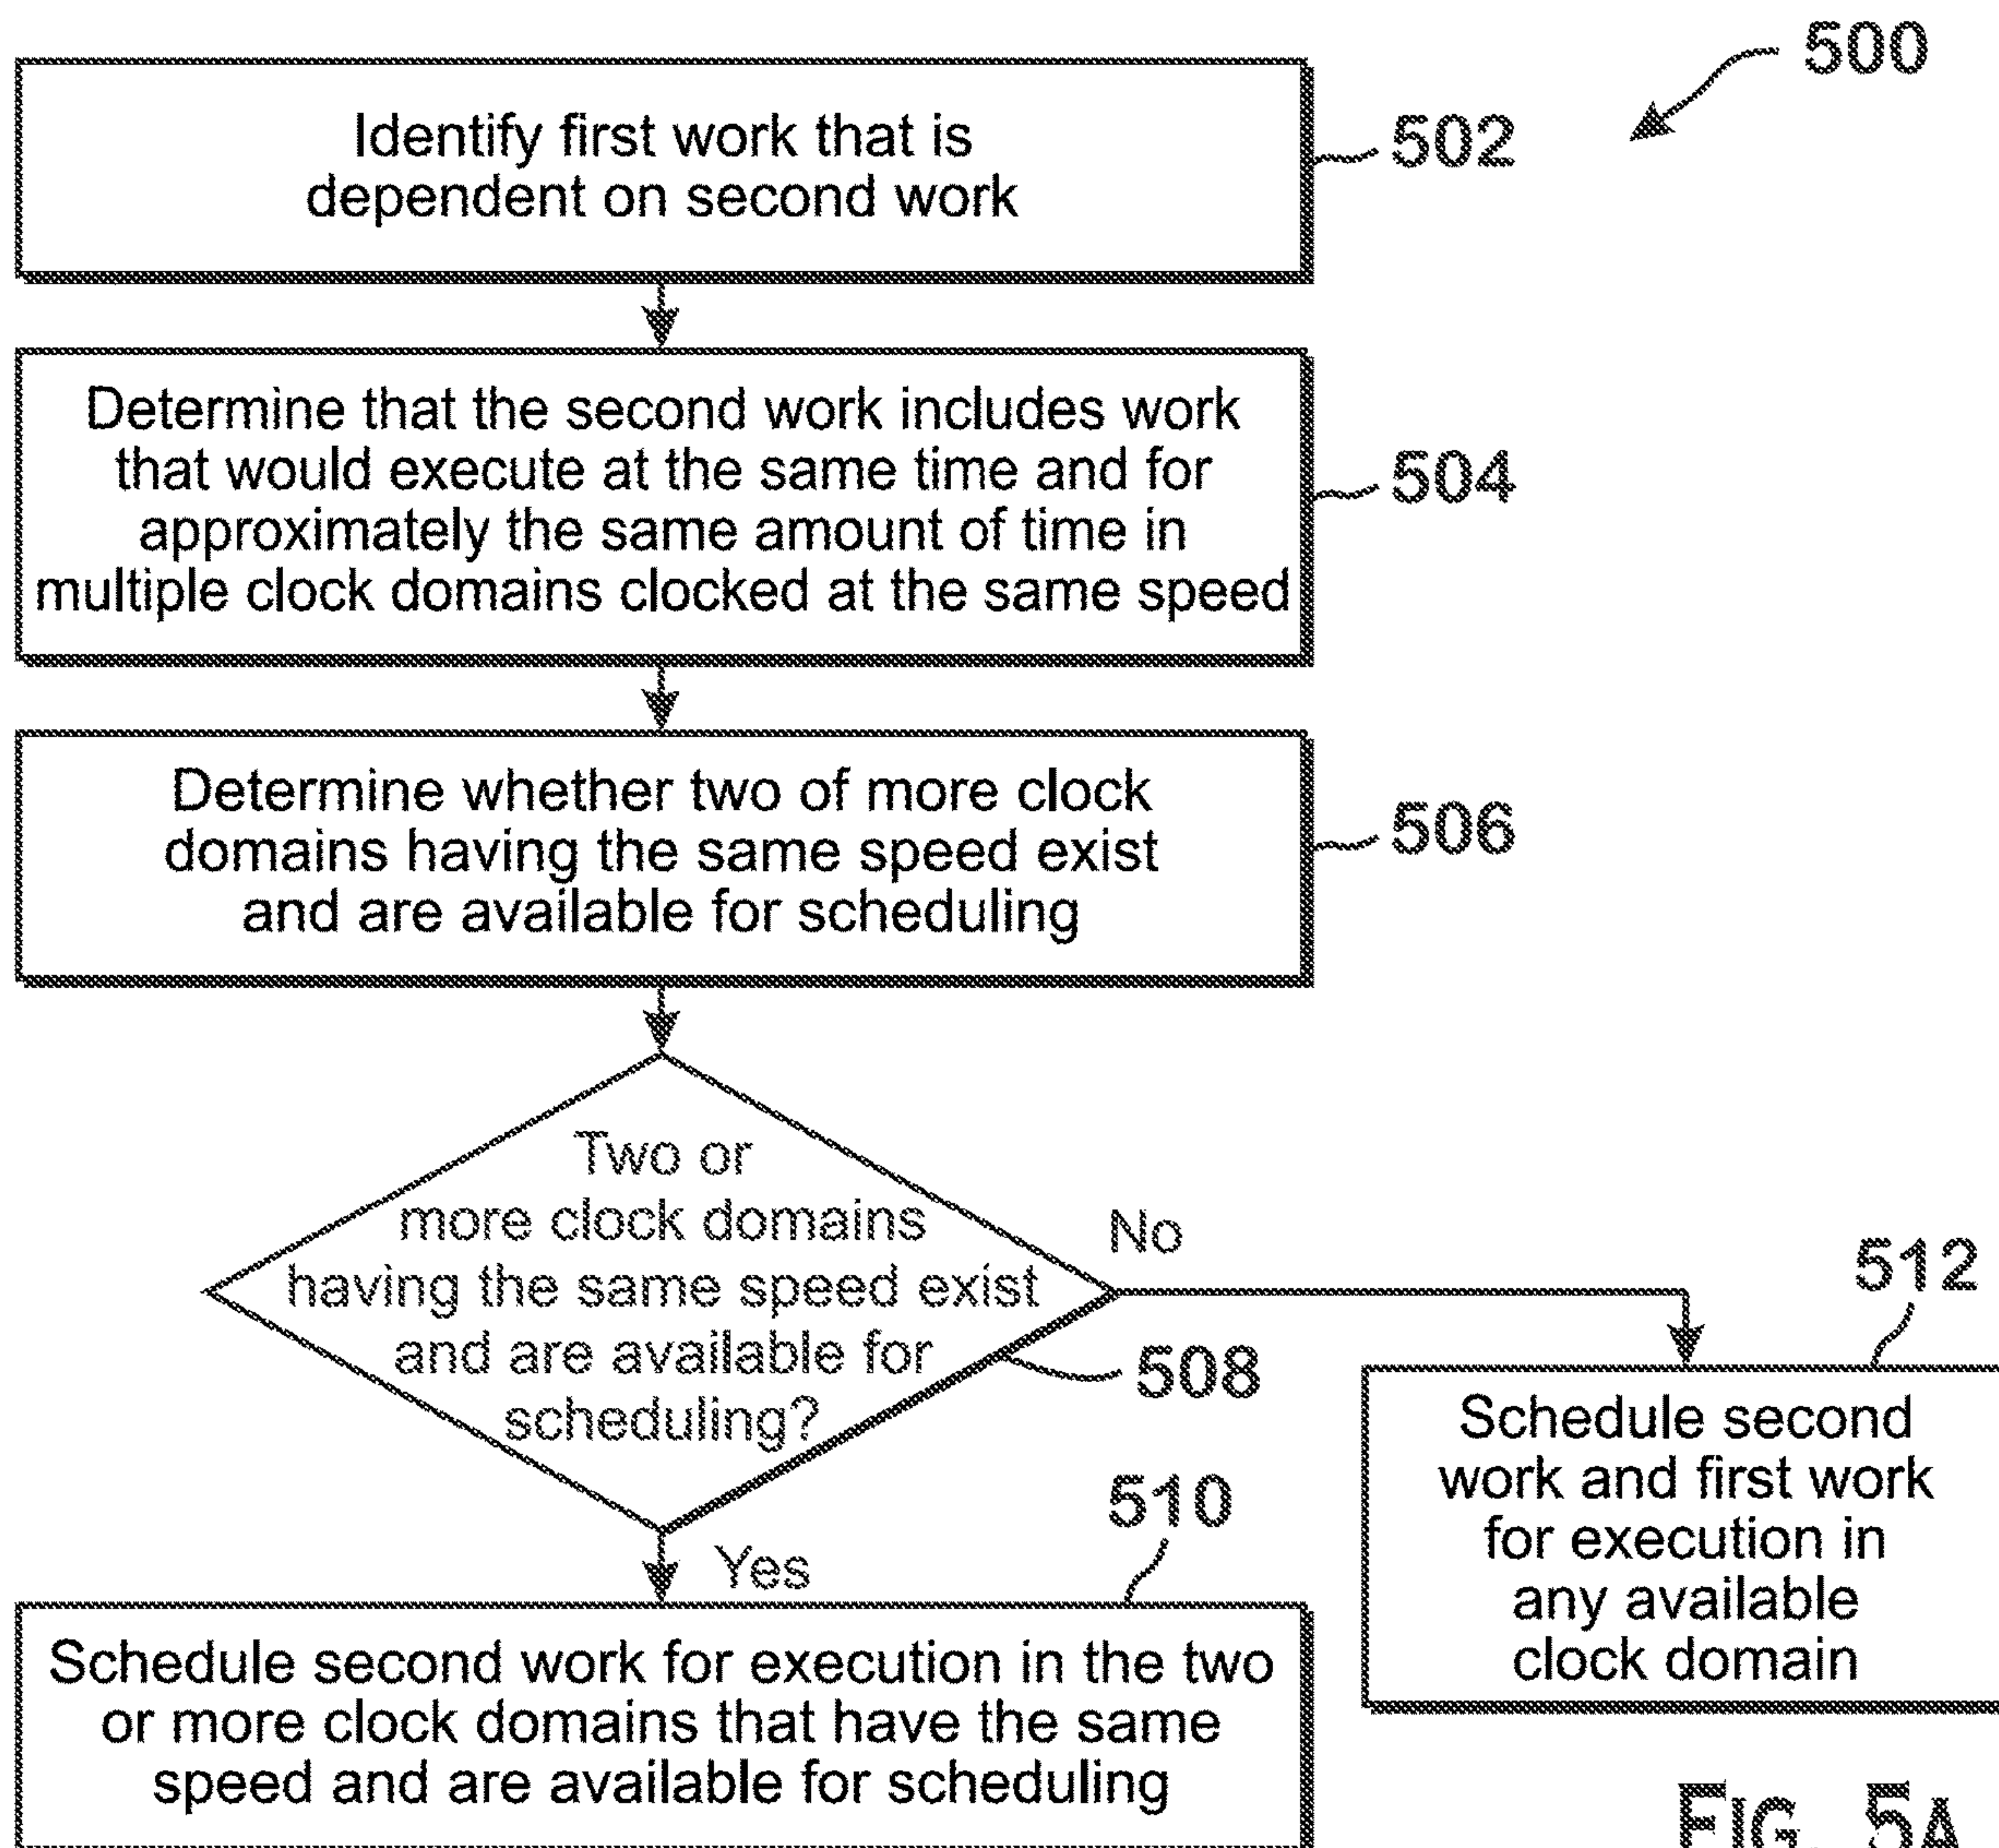 500
Identify first work that is
dependent on second work
502
Determine that the second work includes work
that would execute at the same time and for
approximately the same amount of time in
multiple clock domains clocked at the same speed
504
Determine whether two of more clock
domains having the same speed exist
and are available for scheduling
506
Two or
more clock domains
having the same speed exist
and are available for
scheduling?
508
No
512
Schedule second
work and first work
for execution in
any available
clock domain
Yes
510
Schedule second work for execution in the two
or more clock domains that have the same
speed and are available for scheduling
FIG. 5A